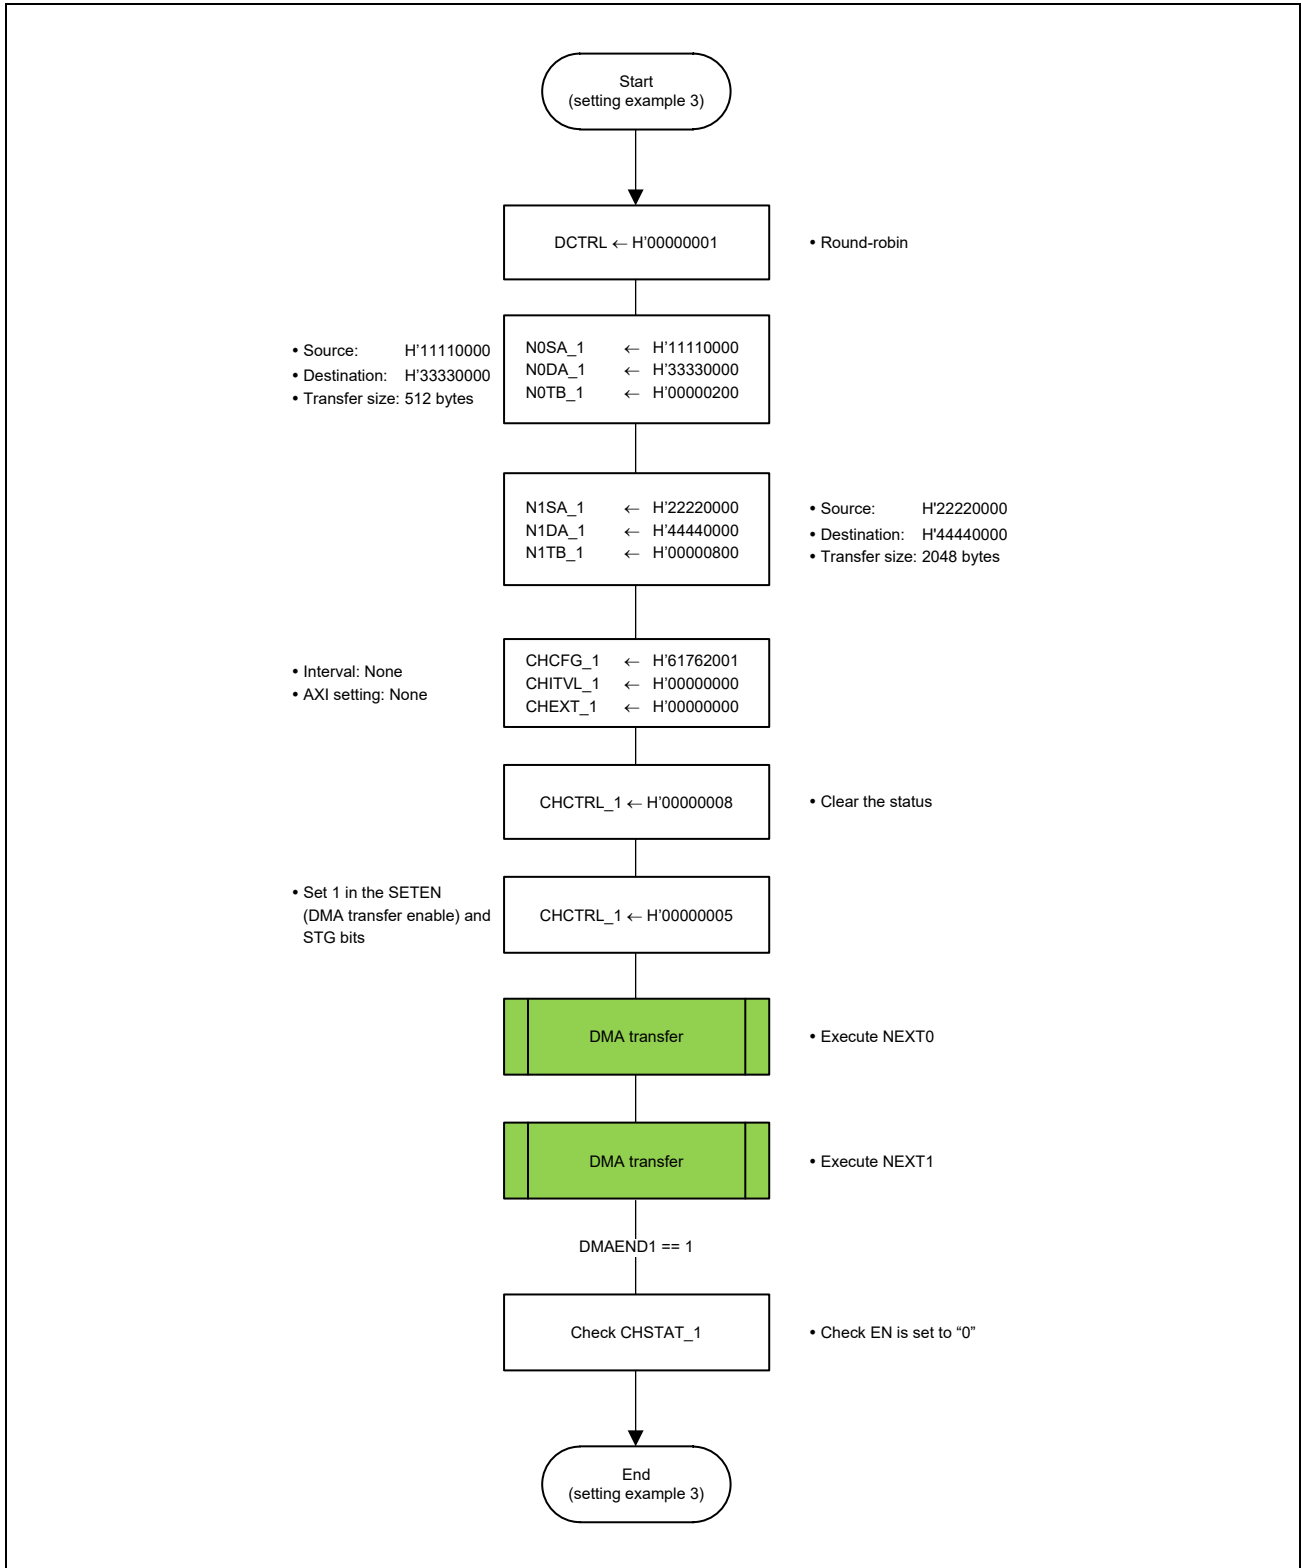 Start
(setting example 3)
DCTRL ← H’00000001
• Round-robin
• Source: H’11110000
• Destination: H’33330000
• Transfer size: 512 bytes
N0SA_1 ← H’11110000
N0DA_1 ← H’33330000
N0TB_1 ← H’00000200
N1SA_1 ← H’22220000
N1DA_1 ← H’44440000
N1TB_1 ← H’00000800
• Source: H'22220000
• Destination: H'44440000
• Transfer size: 2048 bytes
• Interval: None
• AXI setting: None
CHCFG_1 ← H’61762001
CHITVL_1 ← H’00000000
CHEXT_1 ← H’00000000
CHCTRL_1 ← H’00000008
• Clear the status
• Set 1 in the SETEN
(DMA transfer enable) and
STG bits
CHCTRL_1 ← H’00000005
DMA transfer
• Execute NEXT0
DMA transfer
• Execute NEXT1
DMAEND1 == 1
Check CHSTAT_1
• Check EN is set to “0”
End
(setting example 3)